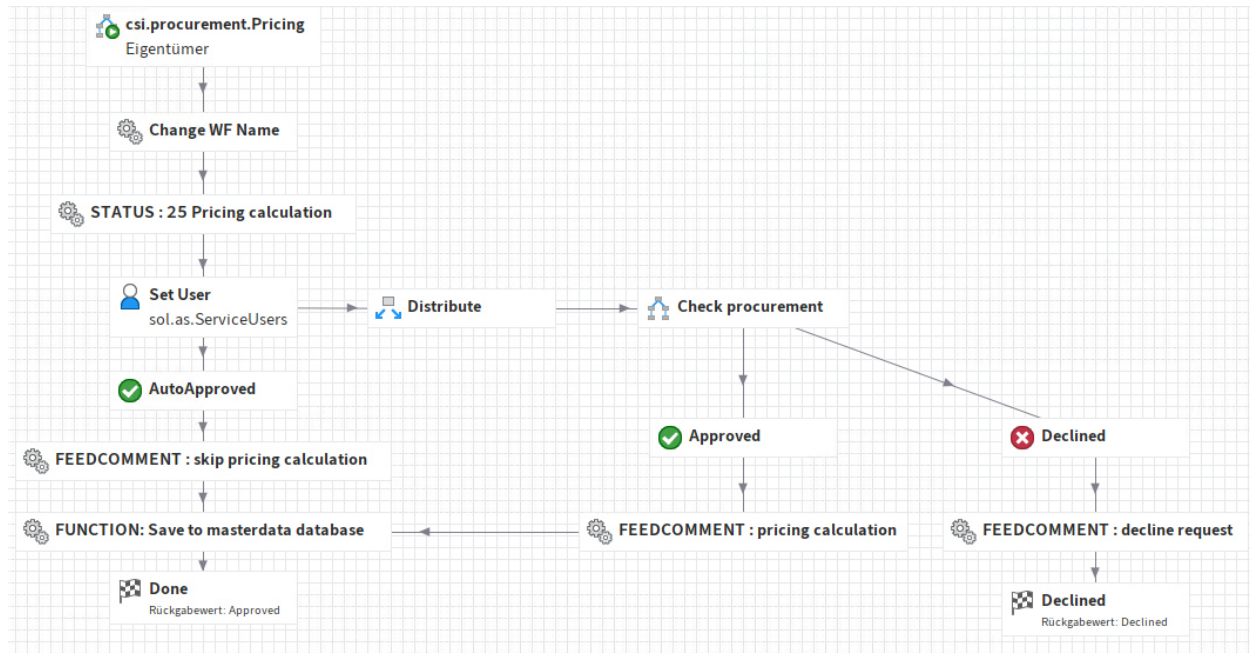 csi.procurement.Pricing
Eigentümer
Change WF Name
STATUS : 25 Pricing calculation
Set User
sol.as.ServiceUsers
Distribute
Check procurement
AutoApproved
Approved
Declined
FEEDCOMMENT : skip pricing calculation
FUNCTION: Save to masterdata database
FEEDCOMMENT : pricing calculation
FEEDCOMMENT : decline request
Done
Rückgabewert: Approved
Declined
Rückgabewert: Declined